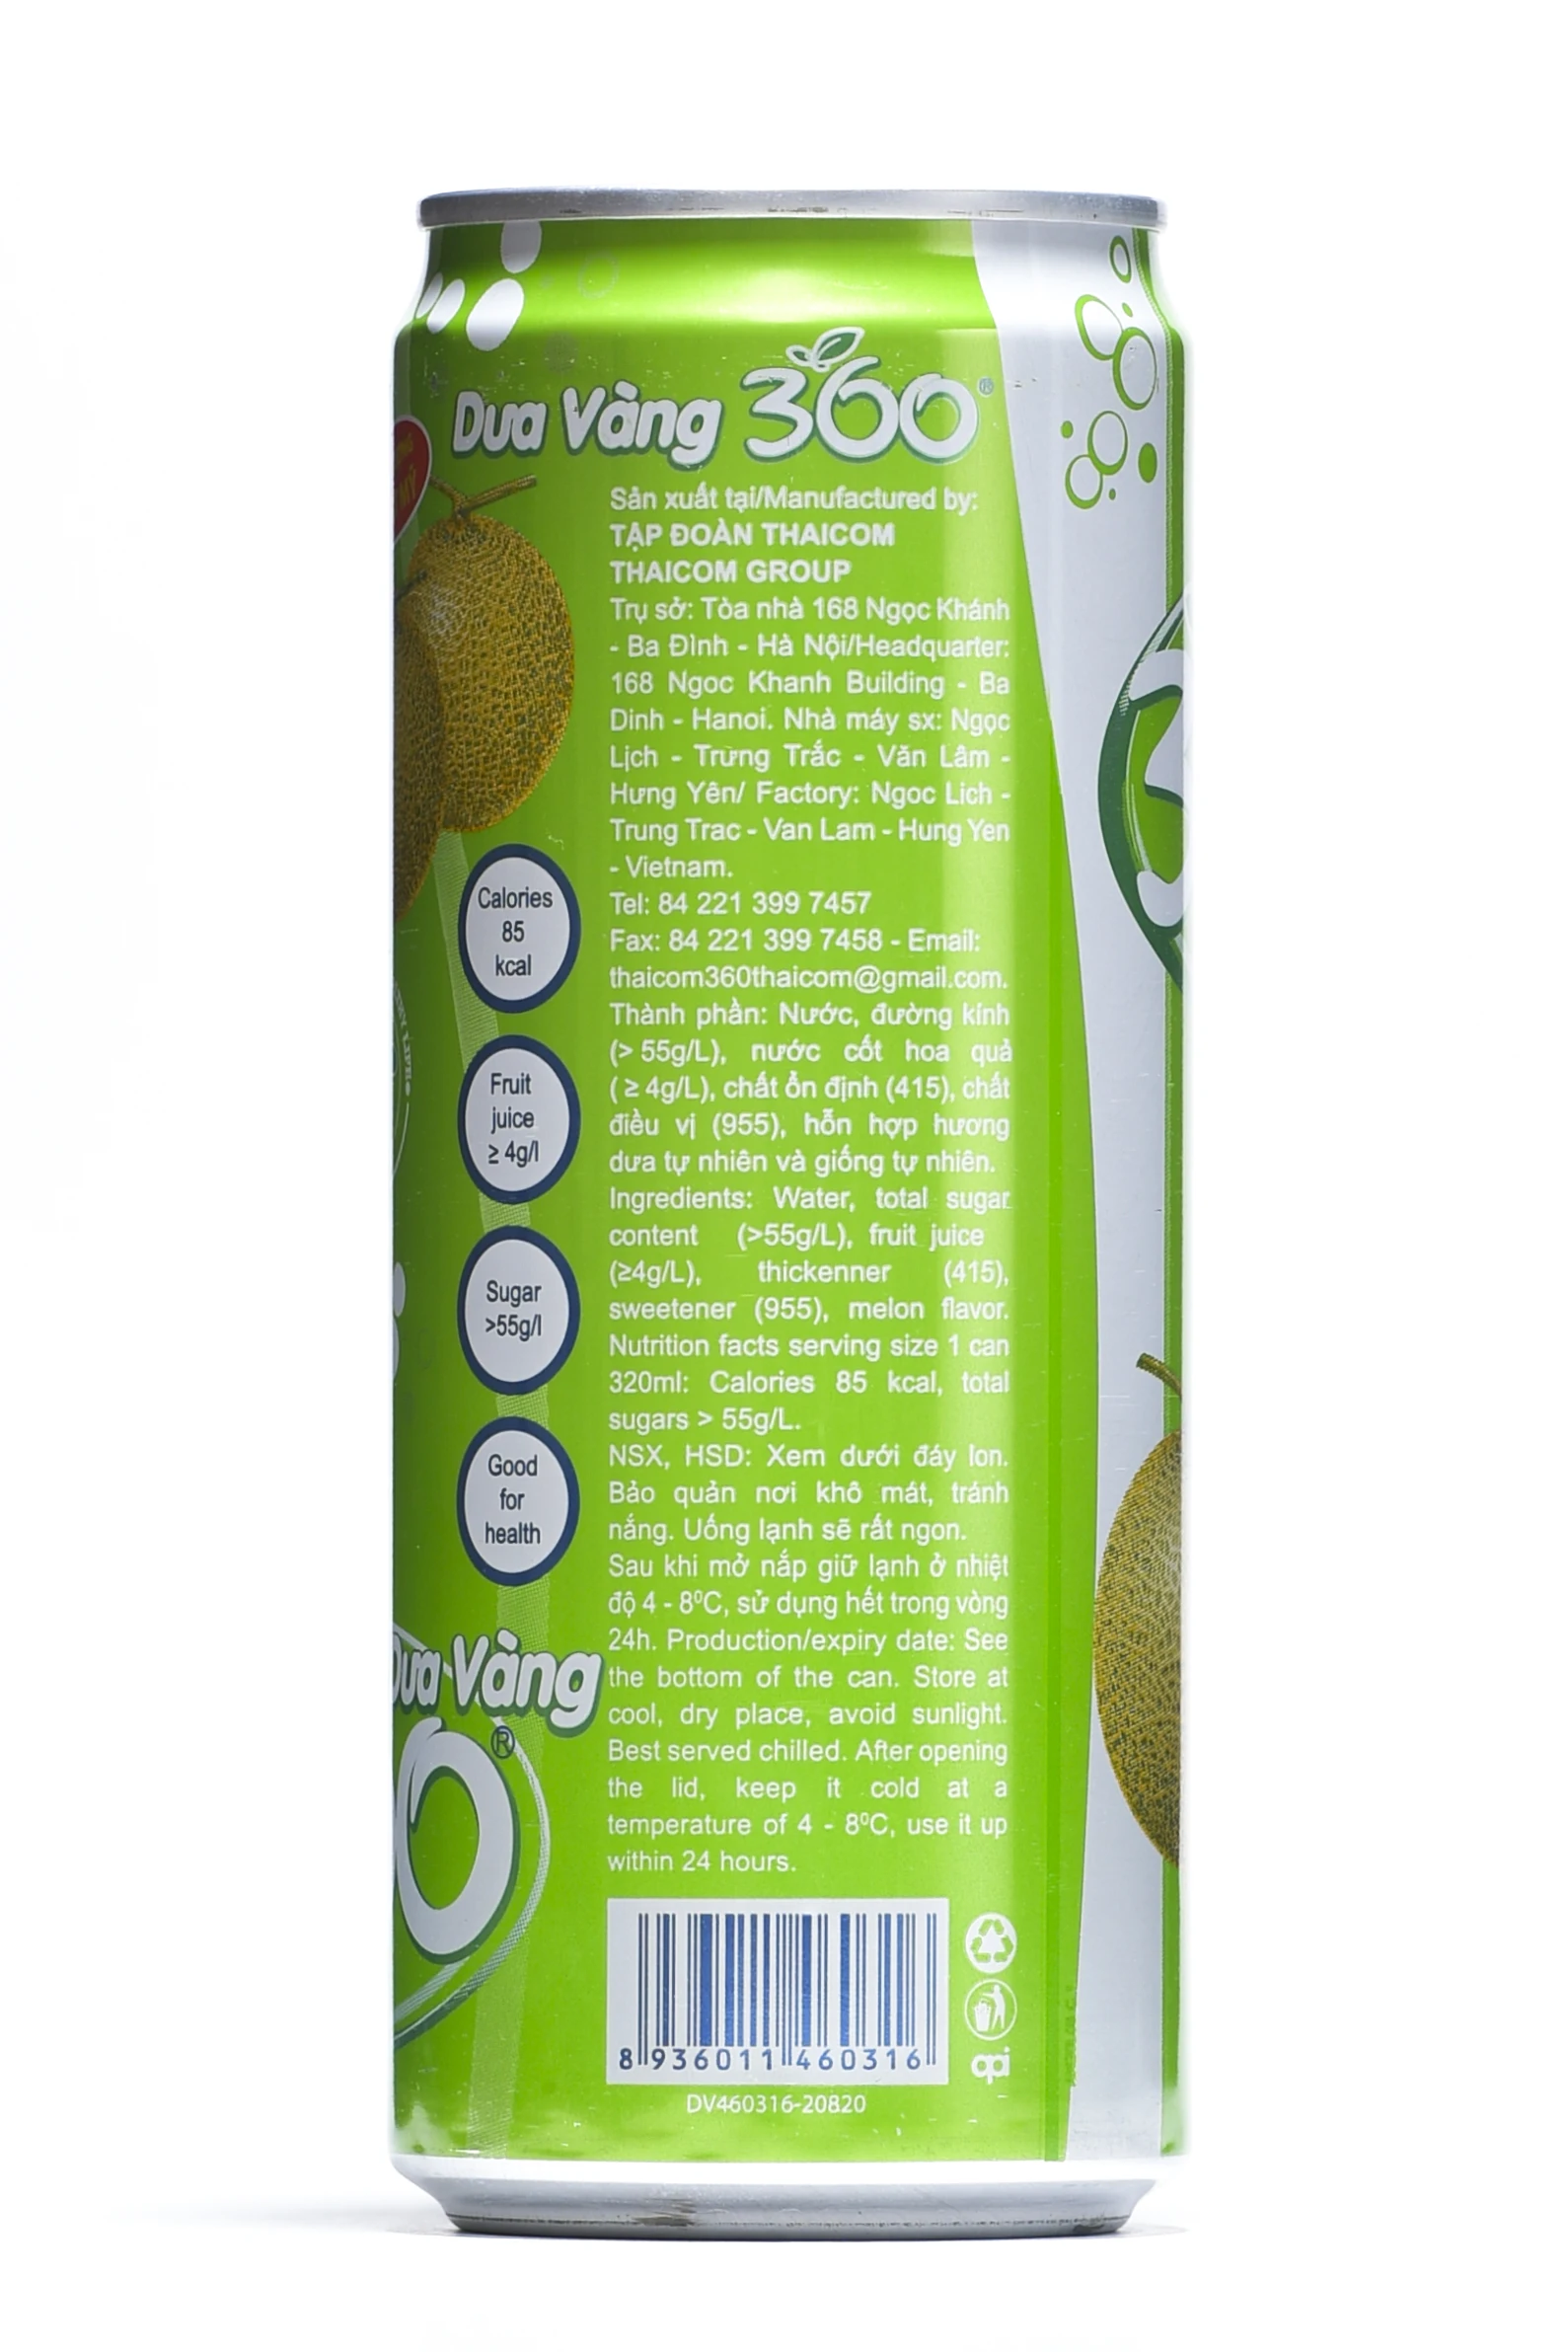 Dưa Vàng 360®
Sản xuất tại/Manufactured by:
TẬP ĐOÀN THAICOM
THAICOM GROUP
Trụ sở: Tòa nhà 168 Ngọc Khánh
- Ba Đình - Hà Nội/Headquarter:
168 Ngoc Khanh Building - Ba
Dinh - Hanoi. Nhà máy sx: Ngọc
Lịch - Trưng Trắc - Văn Lâm -
Hưng Yên/ Factory: Ngoc Lich -
Trung Trac - Van Lam - Hung Yen
- Vietnam.
Tel: 84 221 399 7457
Fax: 84 221 399 7458 - Email:
thaicom360thaicom@gmail.com.
Thành phần: Nước, đường kính
(> 55g/L), nước cốt hoa quả
( ≥ 4g/L), chất ổn định (415), chất
điều vị (955), hỗn hợp hương
dưa tự nhiên và giống tự nhiên.
Ingredients: Water, total sugar
content (>55g/L), fruit juice
(≥4g/L), thickenner (415),
sweetener (955), melon flavor.
Nutrition facts serving size 1 can
320ml: Calories 85 kcal, total
sugars > 55g/L.
NSX, HSD: Xem dưới đáy lon.
Bảo quản nơi khô mát, tránh
nắng. Uống lạnh sẽ rất ngon.
Sau khi mở nắp giữ lạnh ở nhiệt
độ 4 - 8⁰C, sử dụng hết trong vòng
24h. Production/expiry date: See
the bottom of the can. Store at
cool, dry place, avoid sunlight.
Best served chilled. After opening
the lid, keep it cold at a
temperature of 4 - 8⁰C, use it up
within 24 hours.
Calories
85
kcal
Fruit
juice
≥ 4g/l
Sugar
>55g/l
Good
for
health
Dưa Vàng
®
8 936011 460316
DV460316-20820